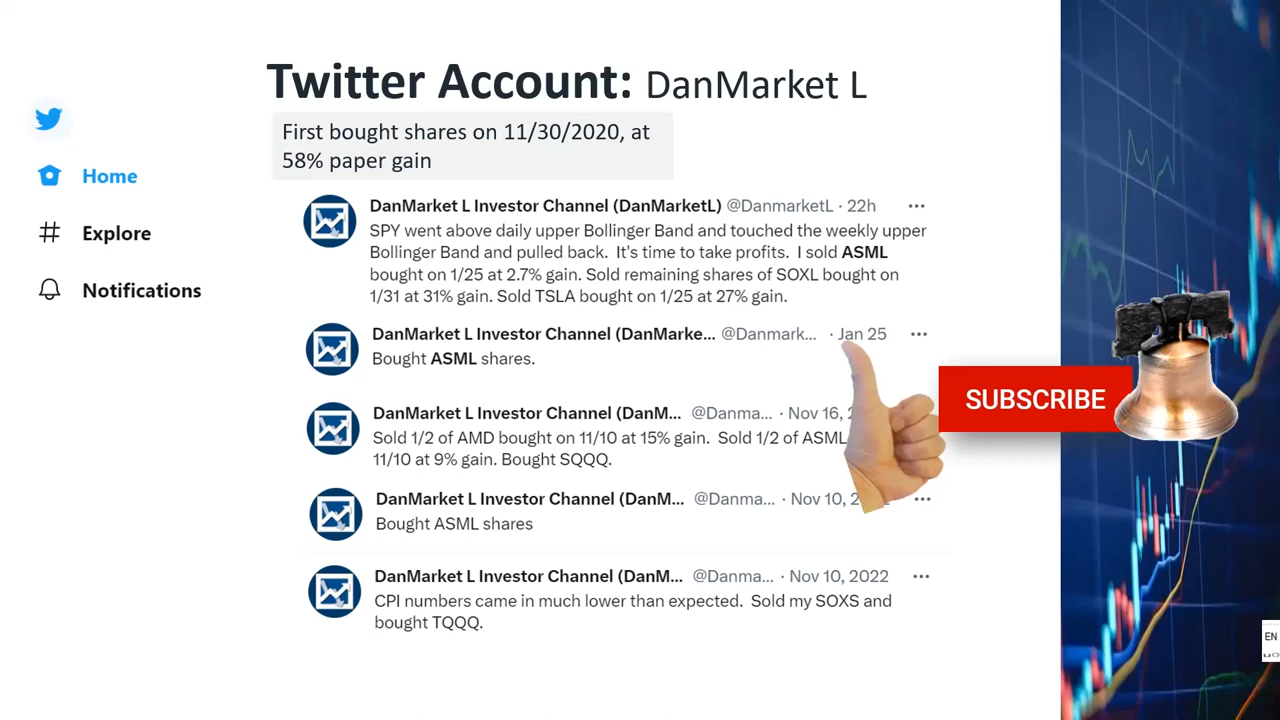 Twitter Account: DanMarket L
First bought shares on 11/30/2020, at
58% paper gain
Home
# Explore
Notifications
DanMarket L Investor Channel (DanMarketL) @DanmarketL · 22h ···
SPY went above daily upper Bollinger Band and touched the weekly upper
Bollinger Band and pulled back. It's time to take profits. I sold ASML
bought on 1/25 at 2.7% gain. Sold remaining shares of SOXL bought on
1/31 at 31% gain. Sold TSLA bought on 1/25 at 27% gain.
DanMarket L Investor Channel (DanMarke... @Danmark... · Jan 25 ···
Bought ASML shares.
DanMarket L Investor Channel (DanM... @Danma... · Nov 16,
Sold 1/2 of AMD bought on 11/10 at 15% gain. Sold 1/2 of ASML
11/10 at 9% gain. Bought SQQQ.
DanMarket L Investor Channel (DanM... @Danma... · Nov 10, ···
Bought ASML shares
DanMarket L Investor Channel (DanM... @Danma... · Nov 10, 2022 ···
CPI numbers came in much lower than expected. Sold my SOXS and
bought TQQQ.
SUBSCRIBE
EN